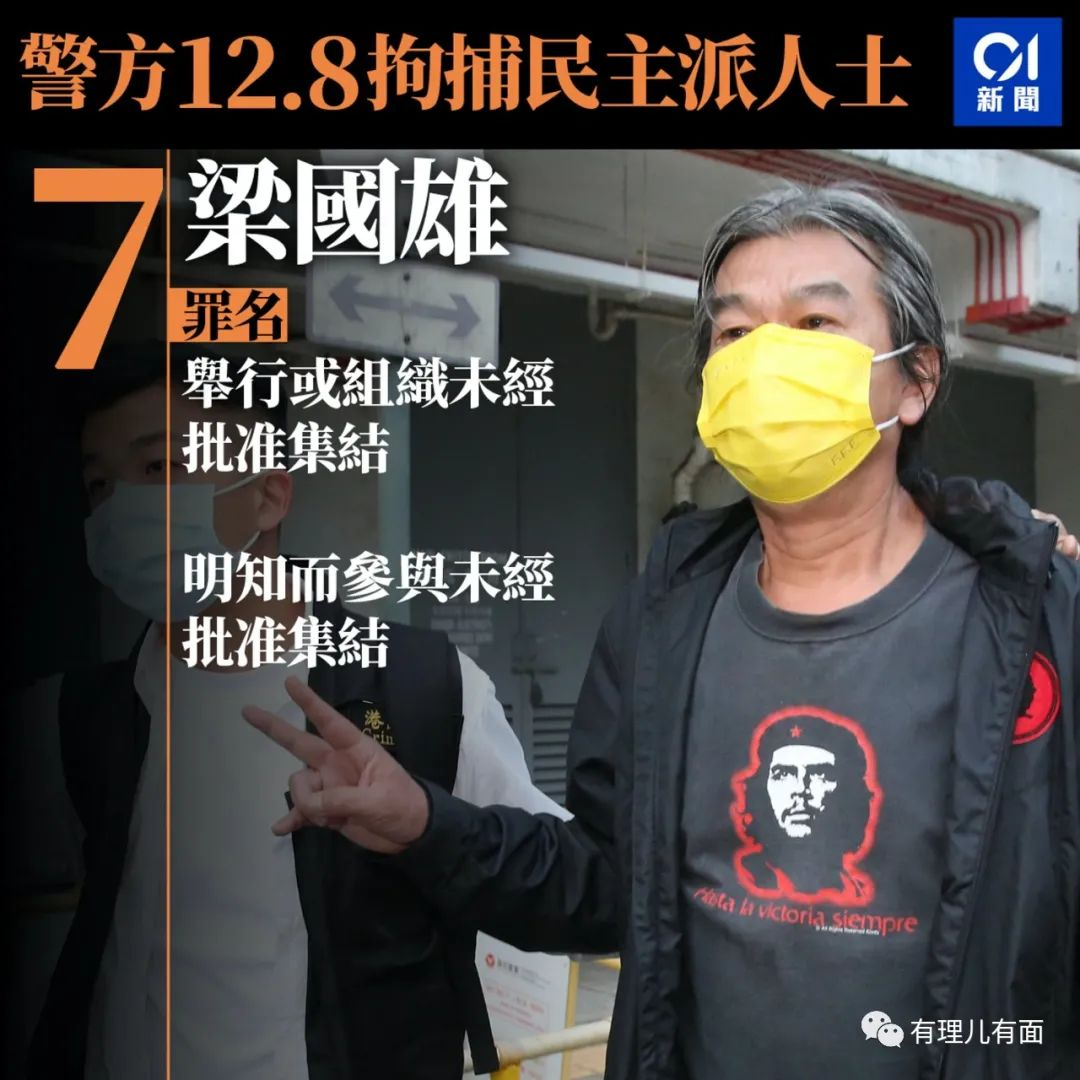 警方12.8拘捕民主派人士
01
新聞
7
梁國雄
罪名
舉行或組織未經
批准集結
明知而參與未經
批准集結
港
Crin
F.F.E
Hasta la victoria siempre
有理儿有面